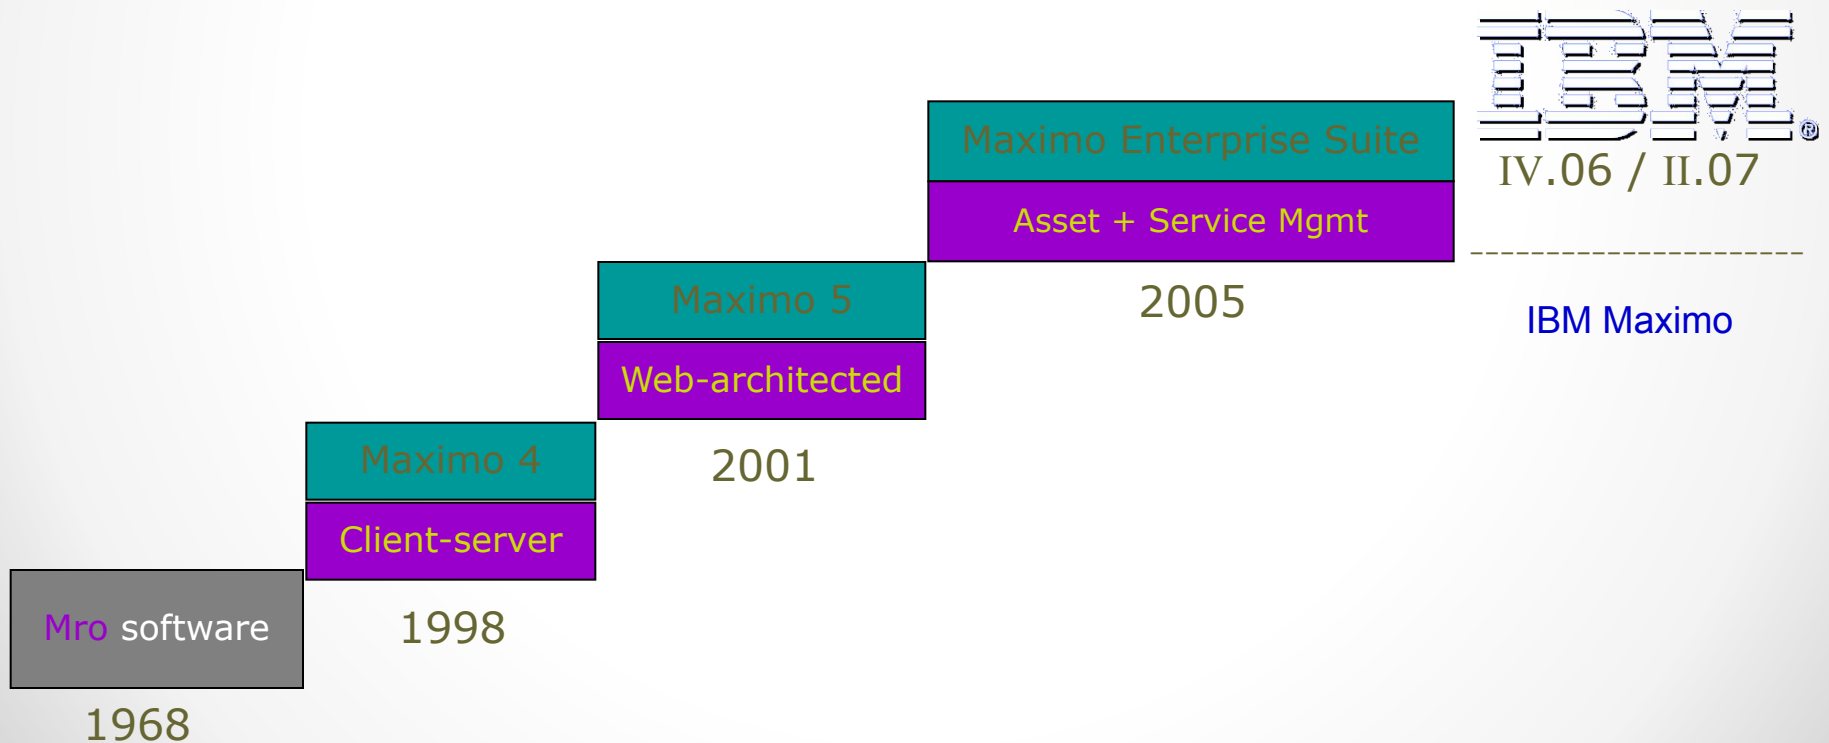 IBM®
IV.06 / II.07
Maximo Enterprise Suite
Asset + Service Mgmt
2005
IBM Maximo
Maximo 5
Web-architected
2001
Maximo 4
Client-server
1998
Mro software
1968